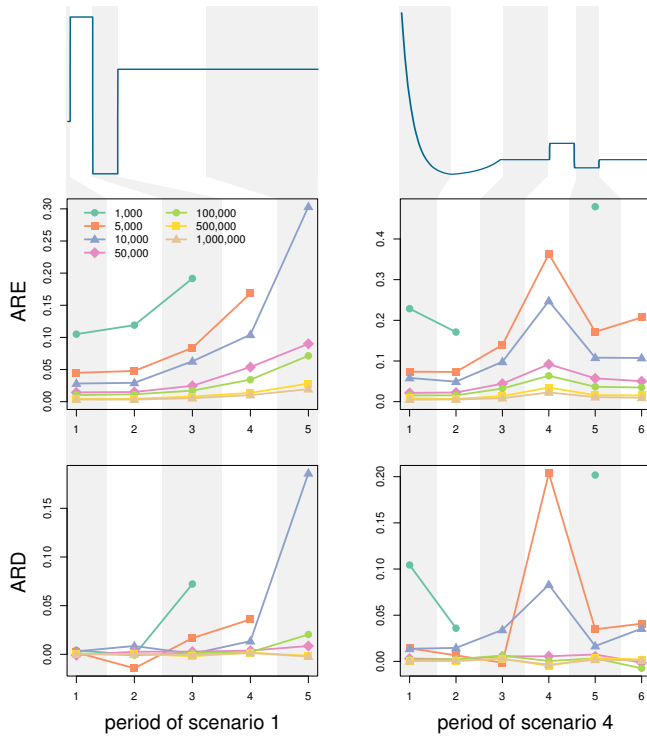 ARE
0.00 0.05 0.10 0.15 0.20 0.25 0.30
1,000 100,000
5,000 500,000
10,000 1,000,000
50,000
1 2 3 4 5
0.0 0.1 0.2 0.3 0.4
1 2 3 4 5 6
ARD
0.00 0.05 0.10 0.15
1 2 3 4 5
period of scenario 1
0.00 0.05 0.10 0.15 0.20
1 2 3 4 5 6
period of scenario 4